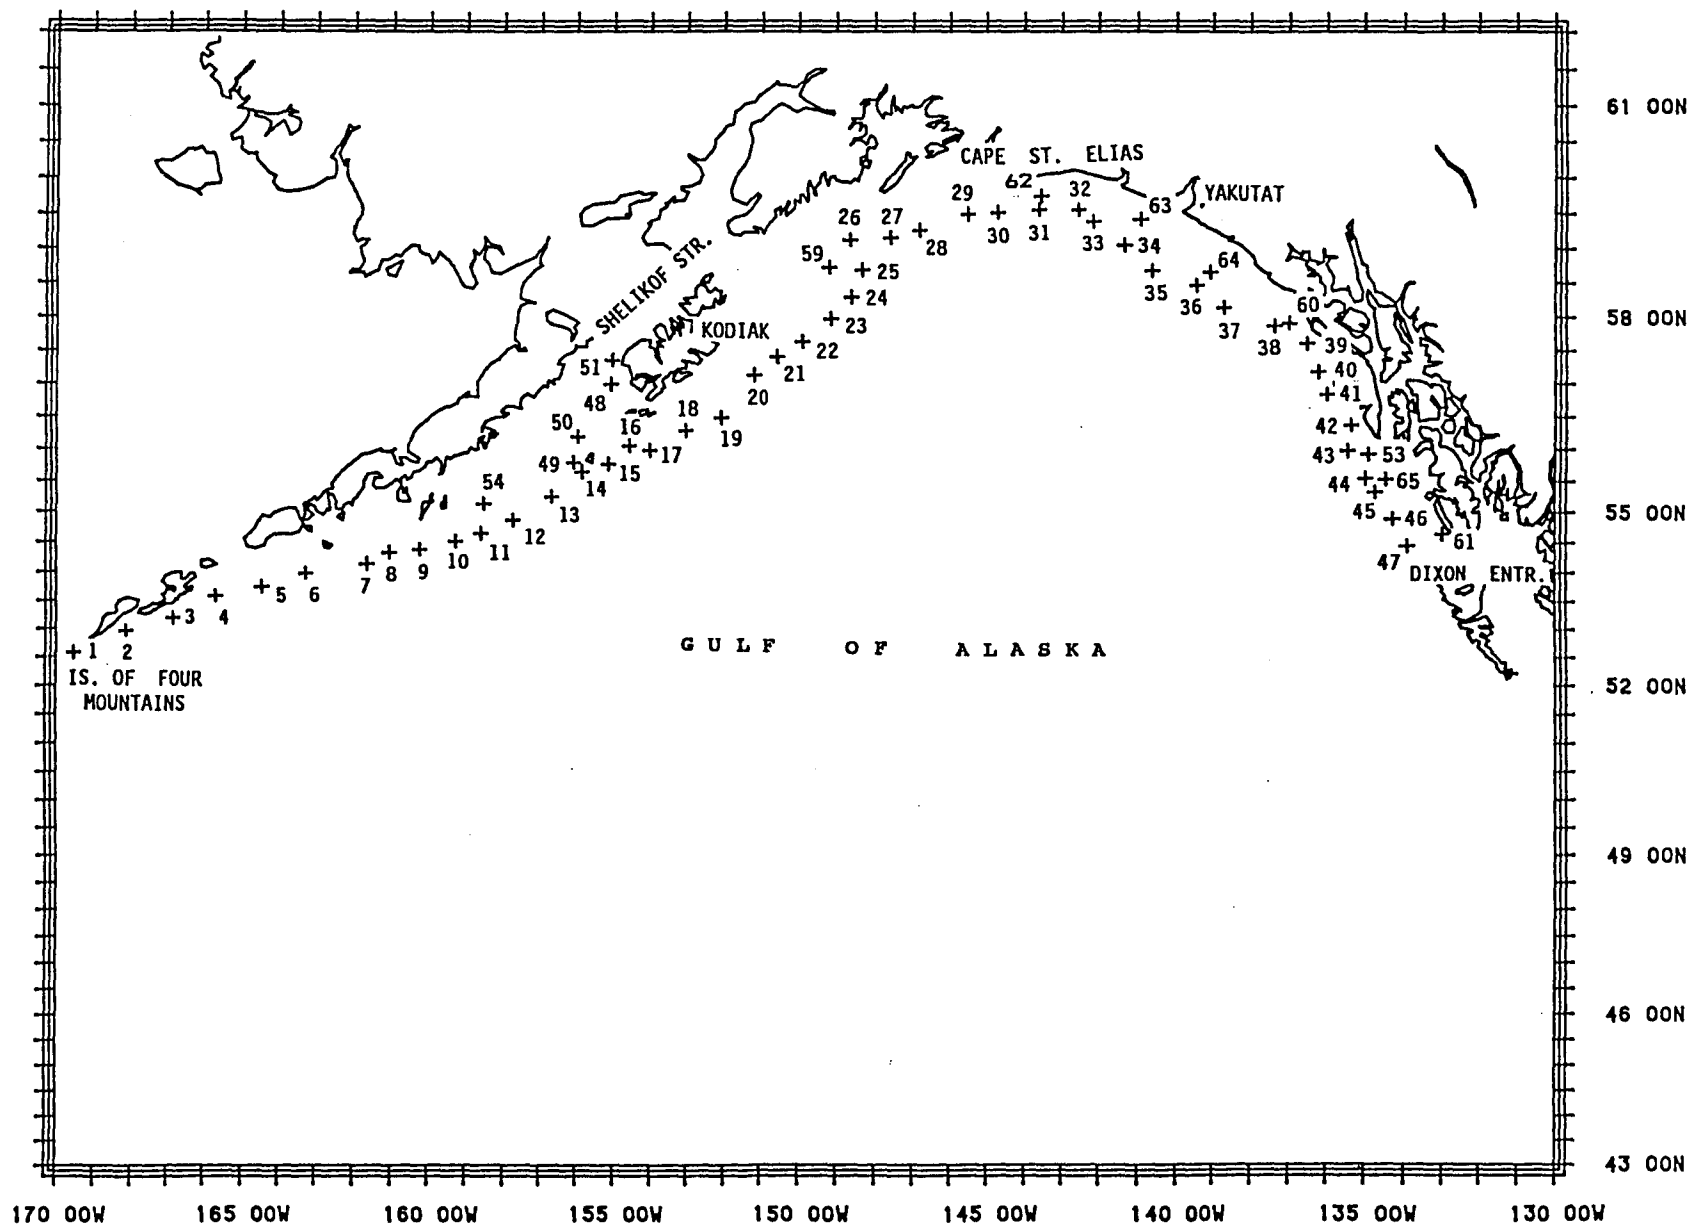 61 00N
CAPE ST. ELIAS
62 32
29
YAKUTAT
63
26 27
30 31 33 34
28
59
SHELIKOF STR.
64
25
35
24
36
60
58 00N
23
37
KODIAK
38 39
22
51
21
40
20
41
48
18
16
50
19
42
17
43 53
49
15
54
14
44 65
13
45 46
55 00N
12
11
61
10
47
9
8
7
DIXON ENTR.
6
5
4
3
GULF OF ALASKA
1 2
IS. OF FOUR
MOUNTAINS
52 00N
49 00N
46 00N
43 00N
170 00W 165 00W 160 00W 155 00W 150 00W 145 00W 140 00W 135 00W 130 00W